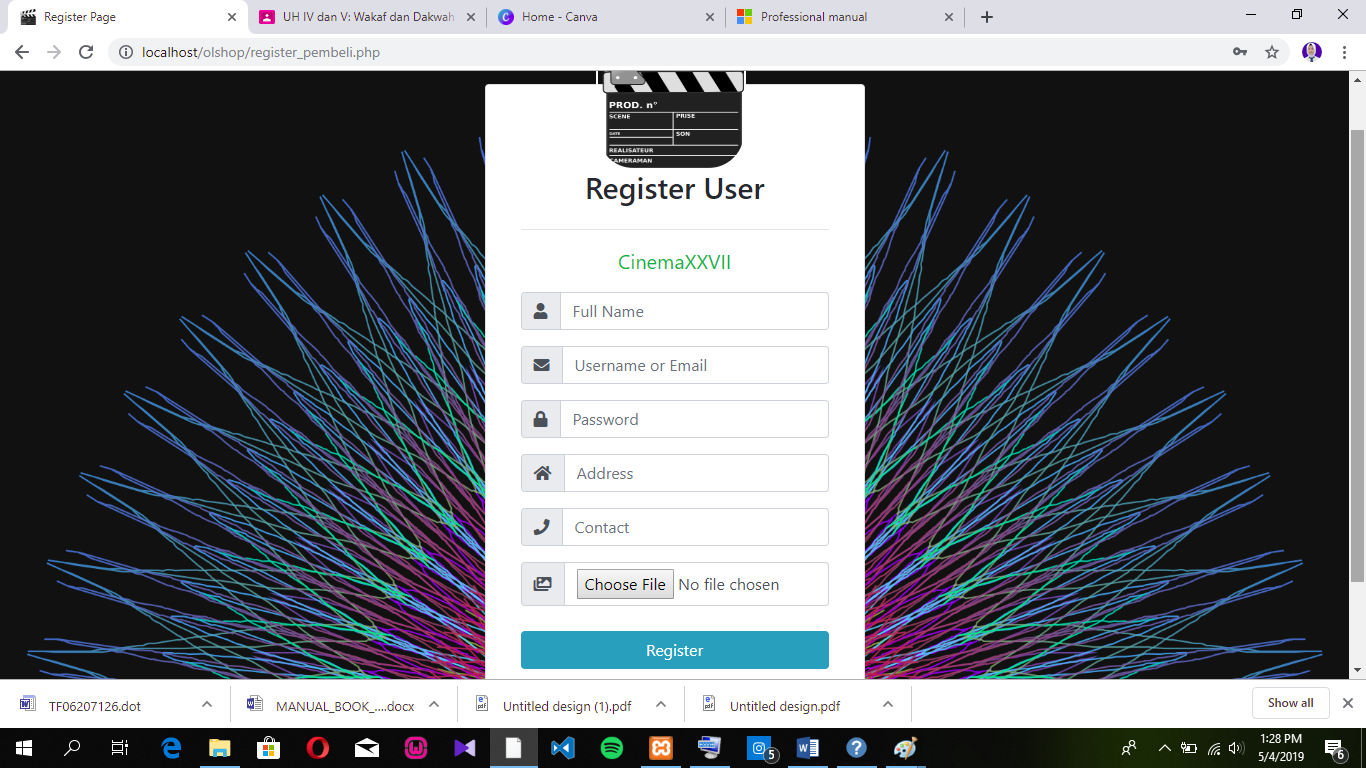 Register Page
UH IV dan V: Wakaf dan Dakwah
Home - Canva
Professional manual
localhost/olshop/register_pembeli.php
PROD. n°
SCENE
PRISE
DATE
SON
REALISATEUR
CAMERAMAN
Register User
CinemaXXVII
Full Name
Username or Email
Password
Address
Contact
Choose File No file chosen
Register
TF06207126.dot
MANUAL_BOOK_....docx
Untitled design (1).pdf
Untitled design.pdf
Show all
5
1:28 PM
5/4/2019
6